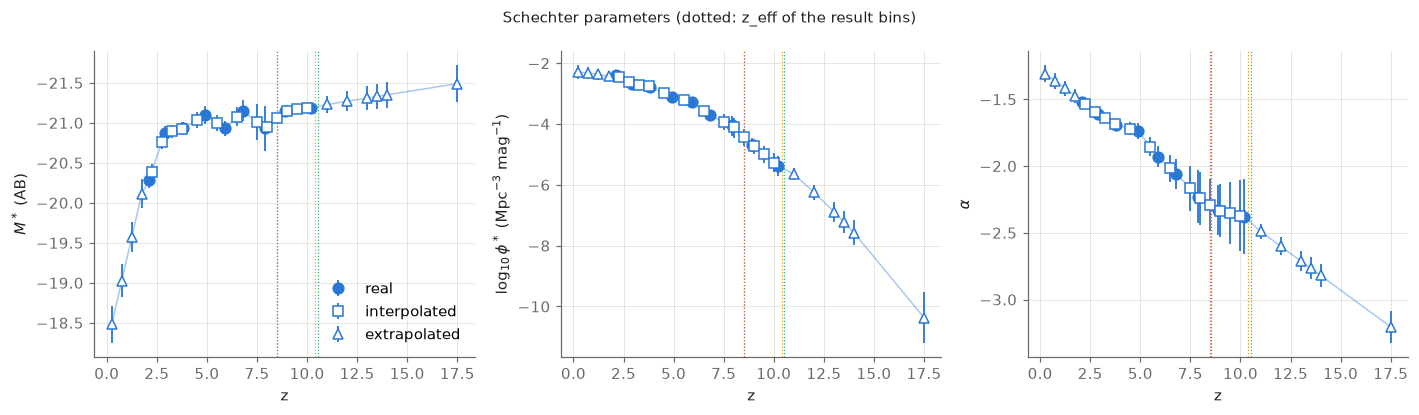 Schechter parameters (dotted: z_eff of the result bins)
M* (AB)
−21.5
−21.0
−20.5
−20.0
−19.5
−19.0
−18.5
real
interpolated
extrapolated
0.0 2.5 5.0 7.5 10.0 12.5 15.0 17.5
z
log₁₀ ϕ* (Mpc⁻³ mag⁻¹)
−2
−4
−6
−8
−10
0.0 2.5 5.0 7.5 10.0 12.5 15.0 17.5
z
α
−1.5
−2.0
−2.5
−3.0
0.0 2.5 5.0 7.5 10.0 12.5 15.0 17.5
z